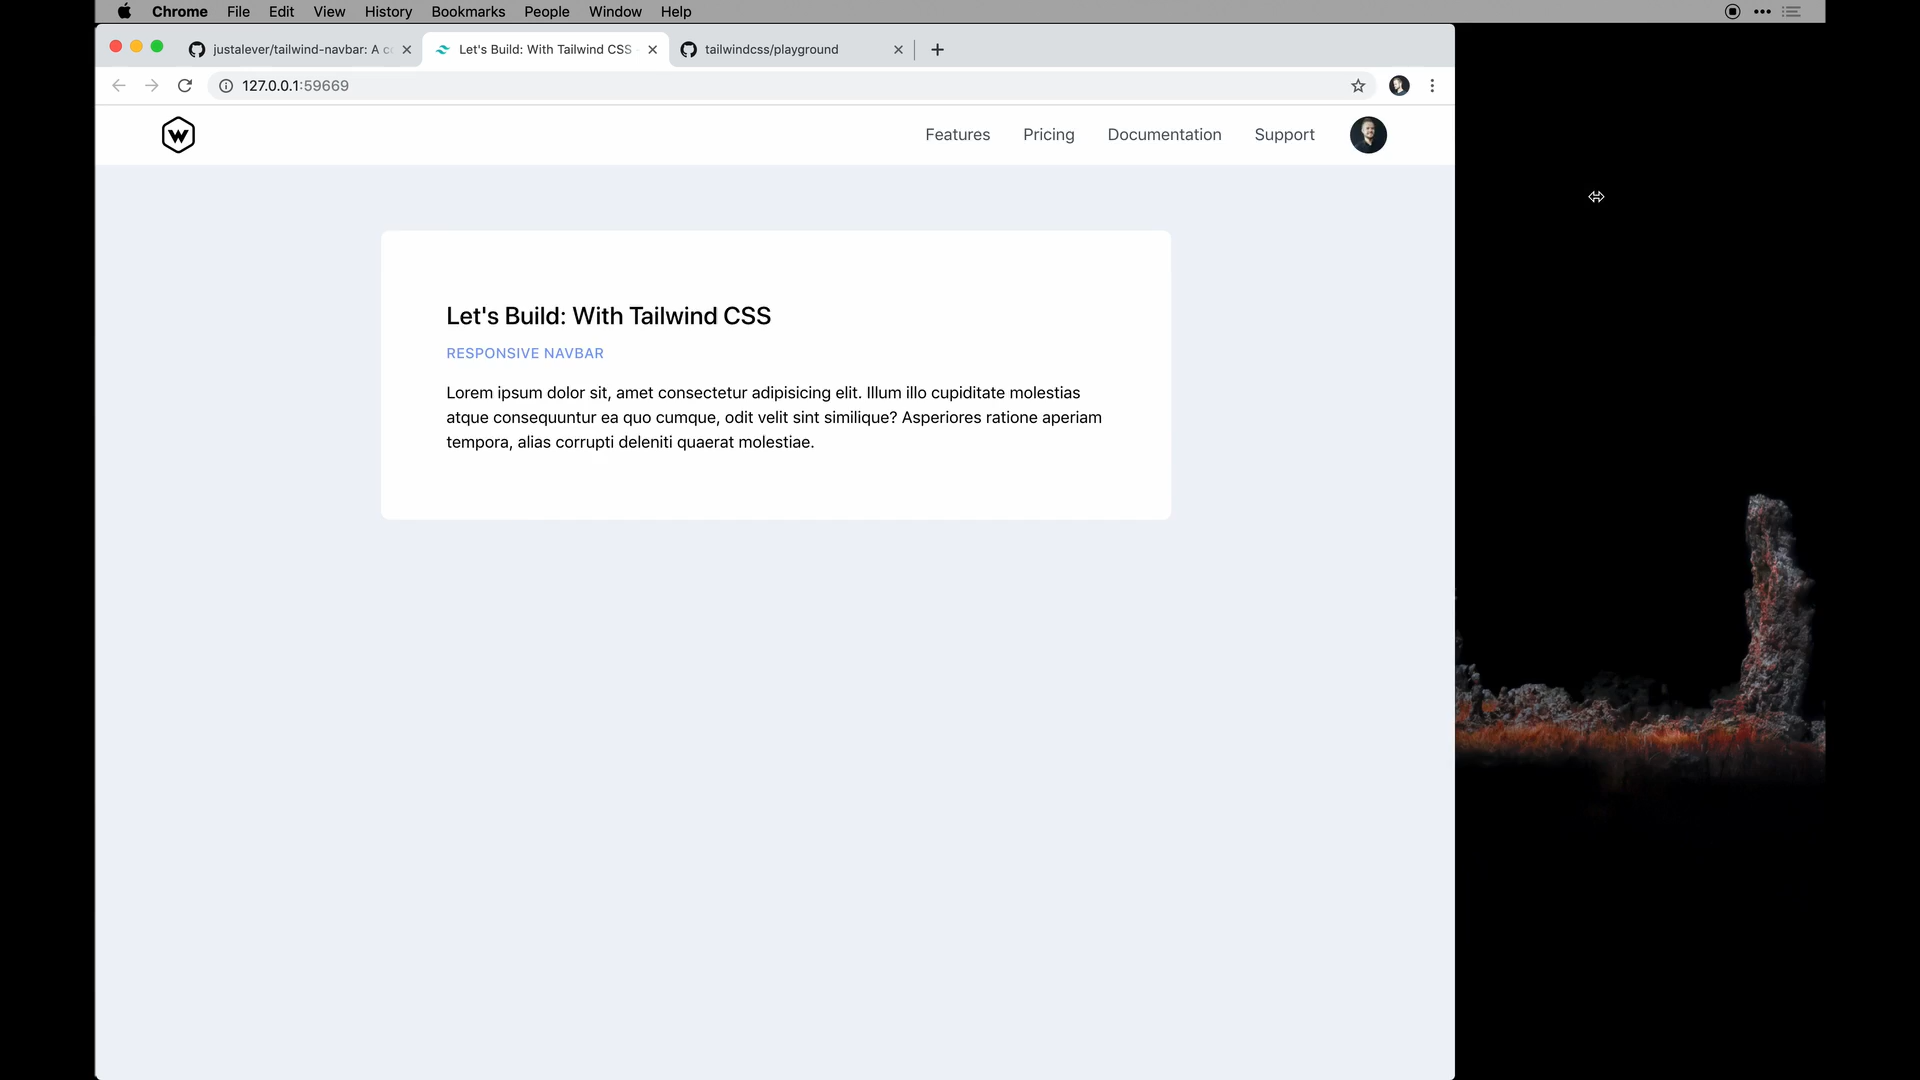 Chrome File Edit View History Bookmarks People Window Help
justalever/tailwind-navbar: A c
Let's Build: With Tailwind CSS
tailwindcss/playground
127.0.0.1:59669
W
Features Pricing Documentation Support
Let's Build: With Tailwind CSS
RESPONSIVE NAVBAR
Lorem ipsum dolor sit, amet consectetur adipisicing elit. Illum illo cupiditate molestias
atque consequuntur ea quo cumque, odit velit sint similique? Asperiores ratione aperiam
tempora, alias corrupti deleniti quaerat molestiae.